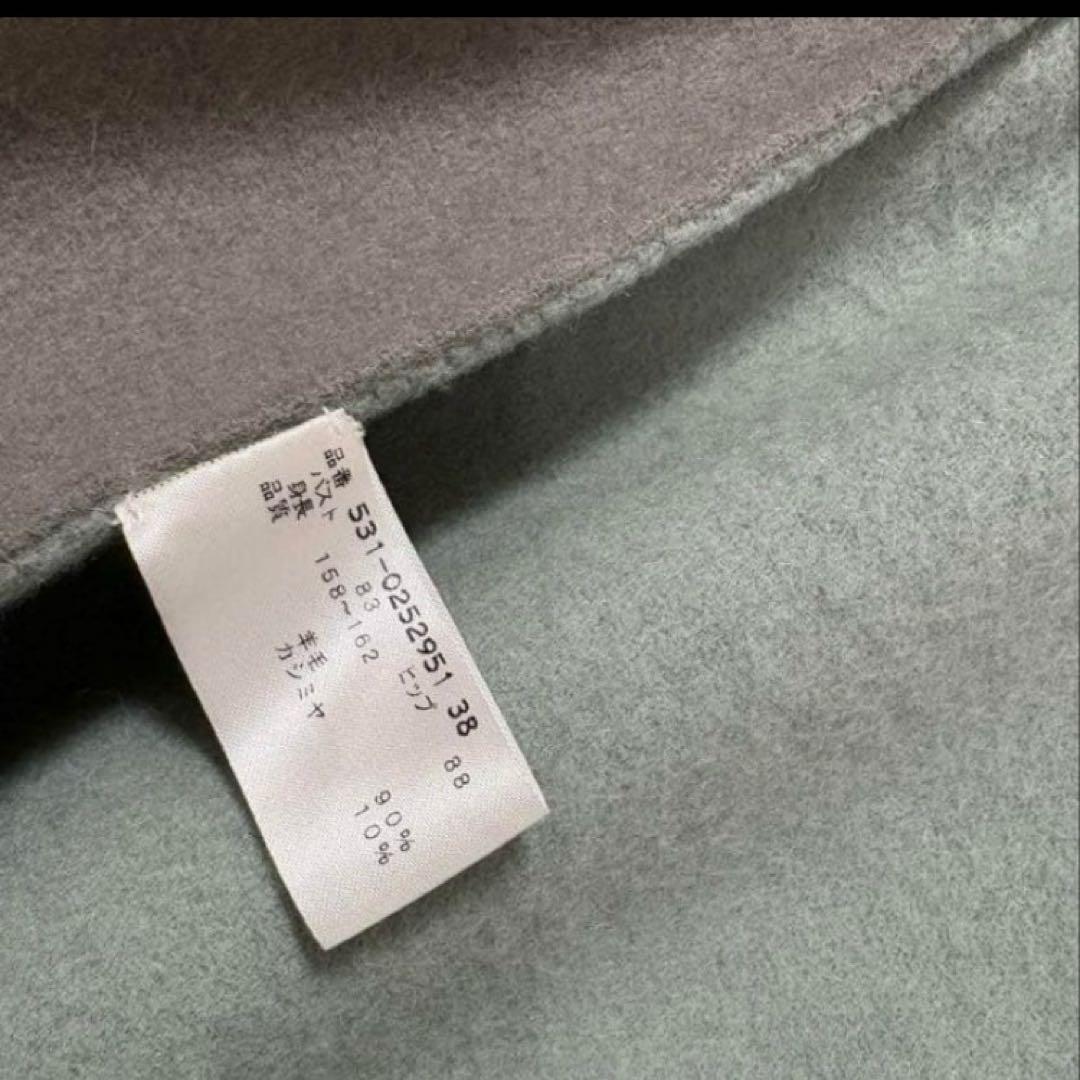 品番 531-0252951 38
バスト 83 ヒップ 88
身長 158~162
品質 羊毛 90%
カシミヤ 10%